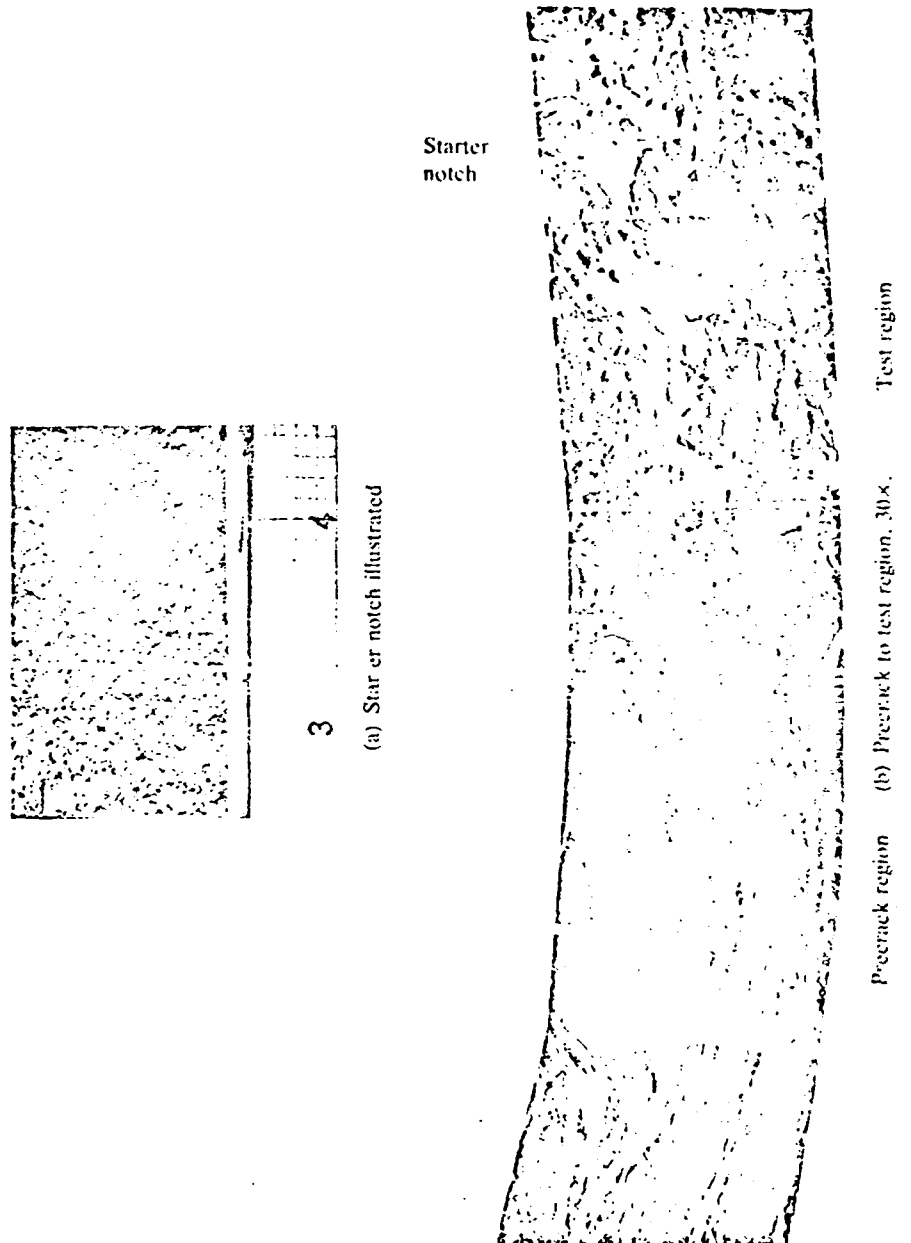 Starter
notch
3 4
(a) Star er notch illustrated
Precrack region (b) Precrack to test region, 30×. Test region